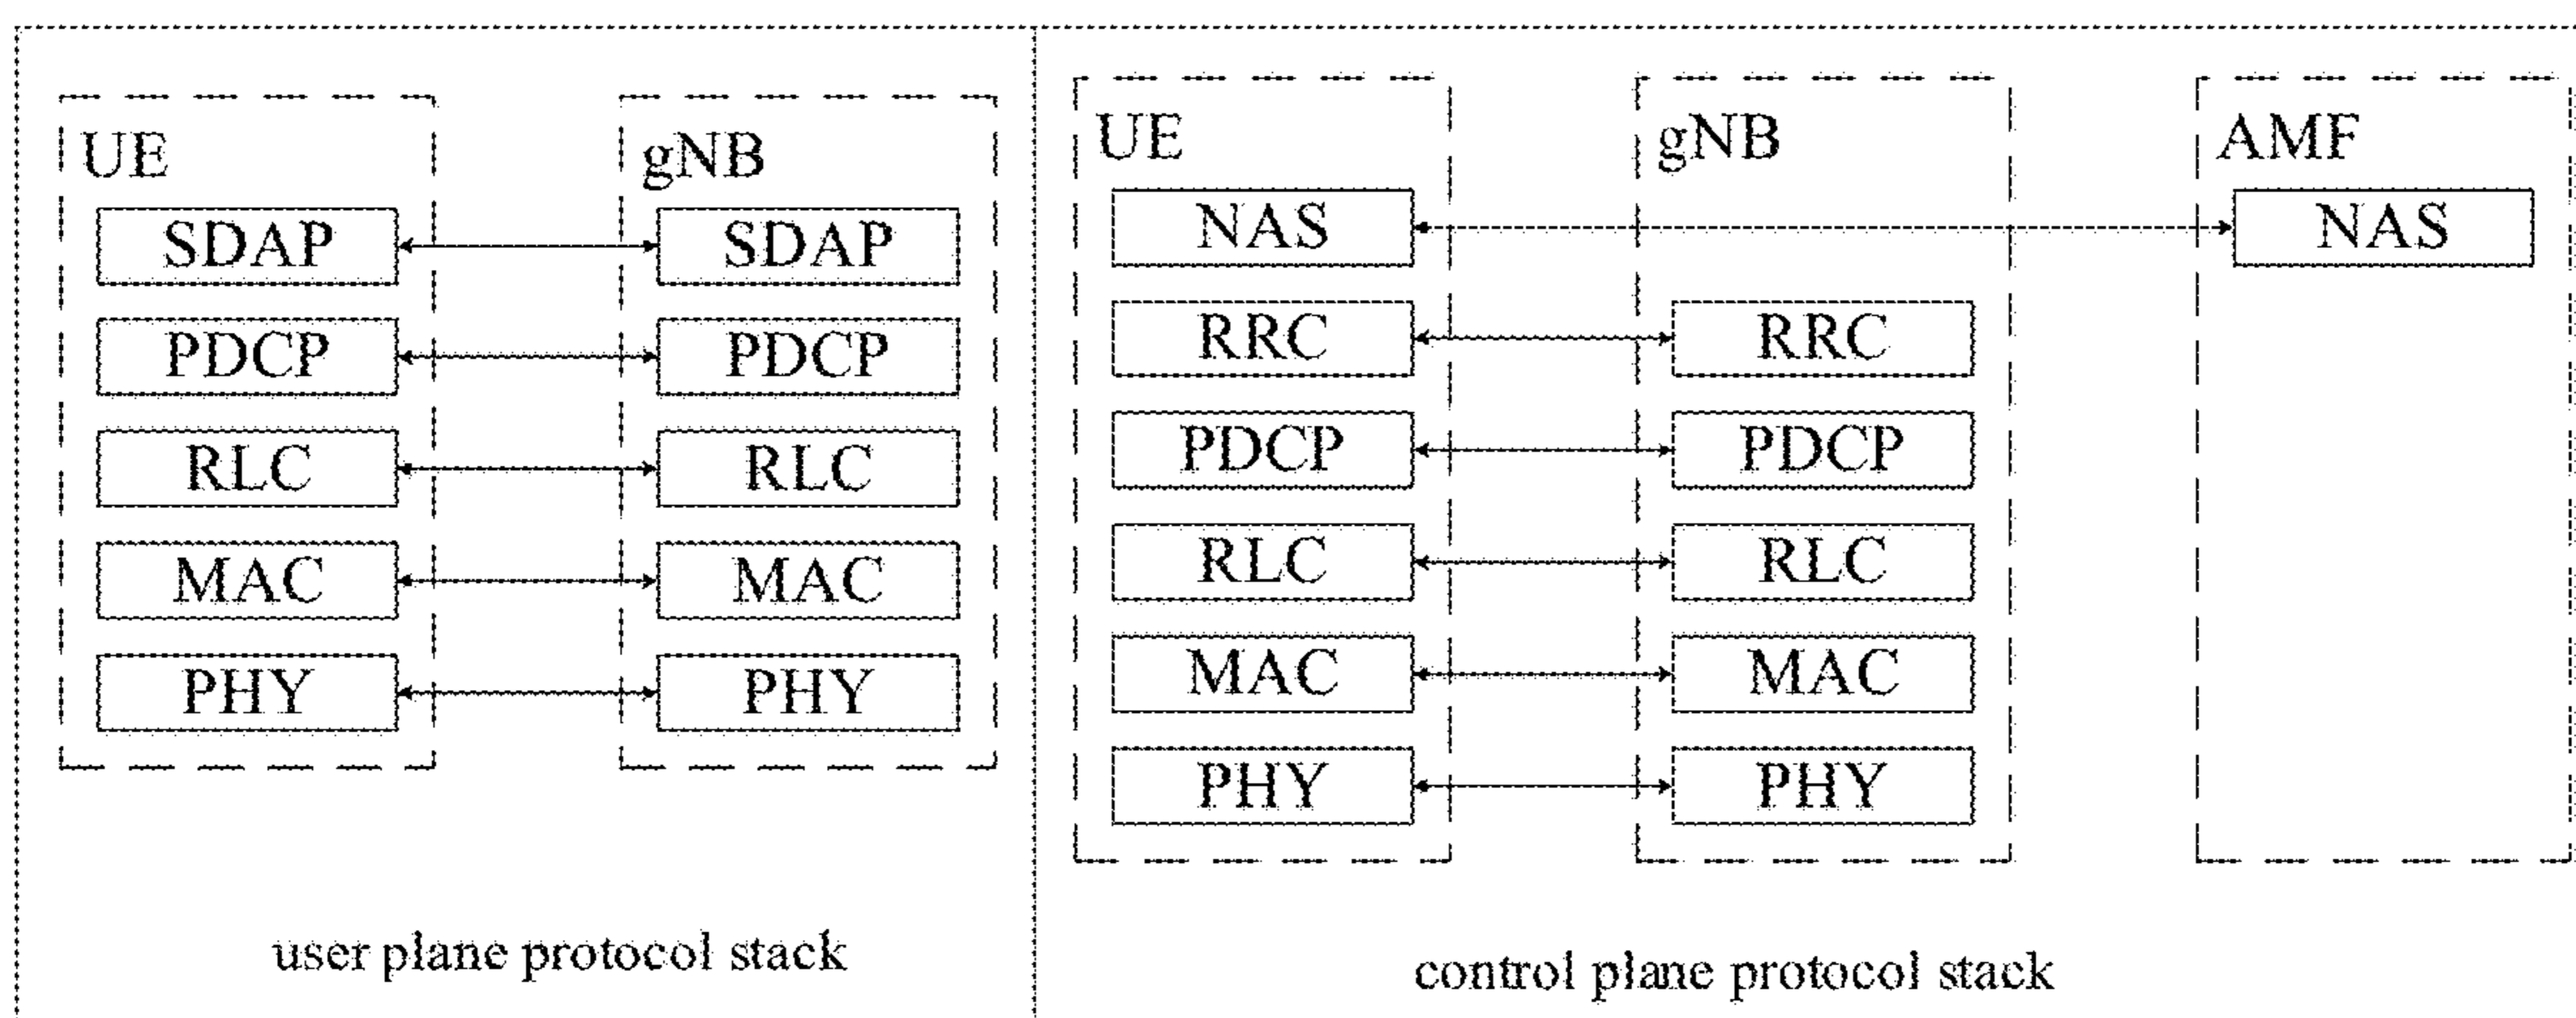 UE
SDAP
PDCP
RLC
MAC
PHY
gNB
SDAP
PDCP
RLC
MAC
PHY
user plane protocol stack
UE
NAS
RRC
PDCP
RLC
MAC
PHY
gNB
RRC
PDCP
RLC
MAC
PHY
AMF
NAS
control plane protocol stack